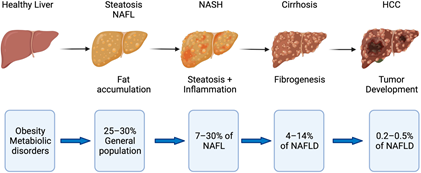 Healthy Liver
Steatosis
NAFL
NASH
Cirrhosis
HCC
Fat
accumulation
Steatosis +
Inflammation
Fibrogenesis
Tumor
Development
Obesity
Metabolic
disorders
25–30%
General
population
7–30% of
NAFL
4–14%
of NAFLD
0.2–0.5%
of NAFLD